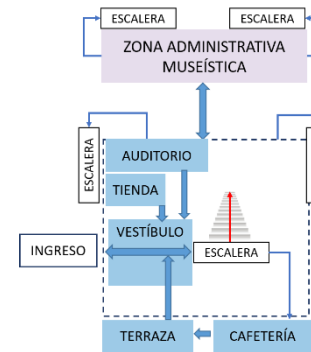 ESCALERA
ESCALERA
ZONA ADMINISTRATIVA
MUSEÍSTICA
ESCALERA
AUDITORIO
TIENDA
VESTÍBULO
INGRESO
ESCALERA
TERRAZA
CAFETERÍA